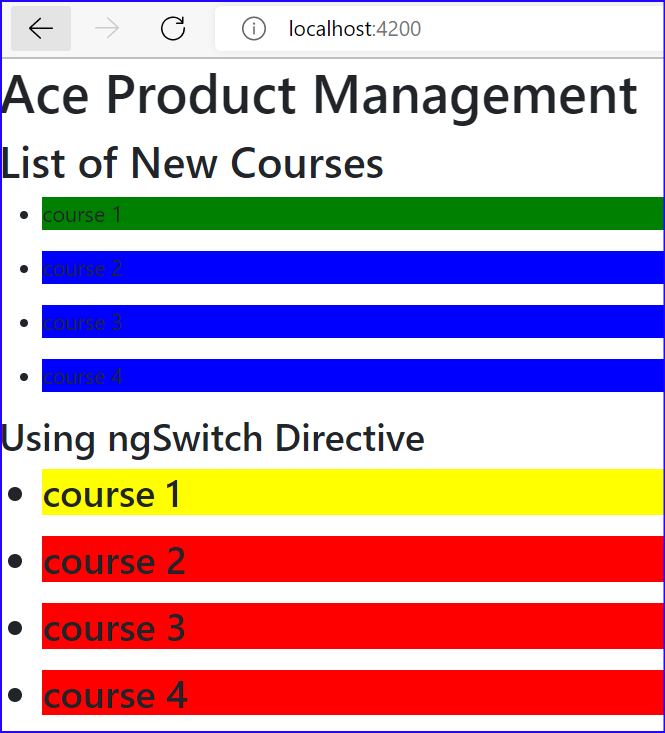 localhost:4200
Ace Product Management
List of New Courses
course 1
course 2
course 3
course 4
Using ngSwitch Directive
course 1
course 2
course 3
course 4